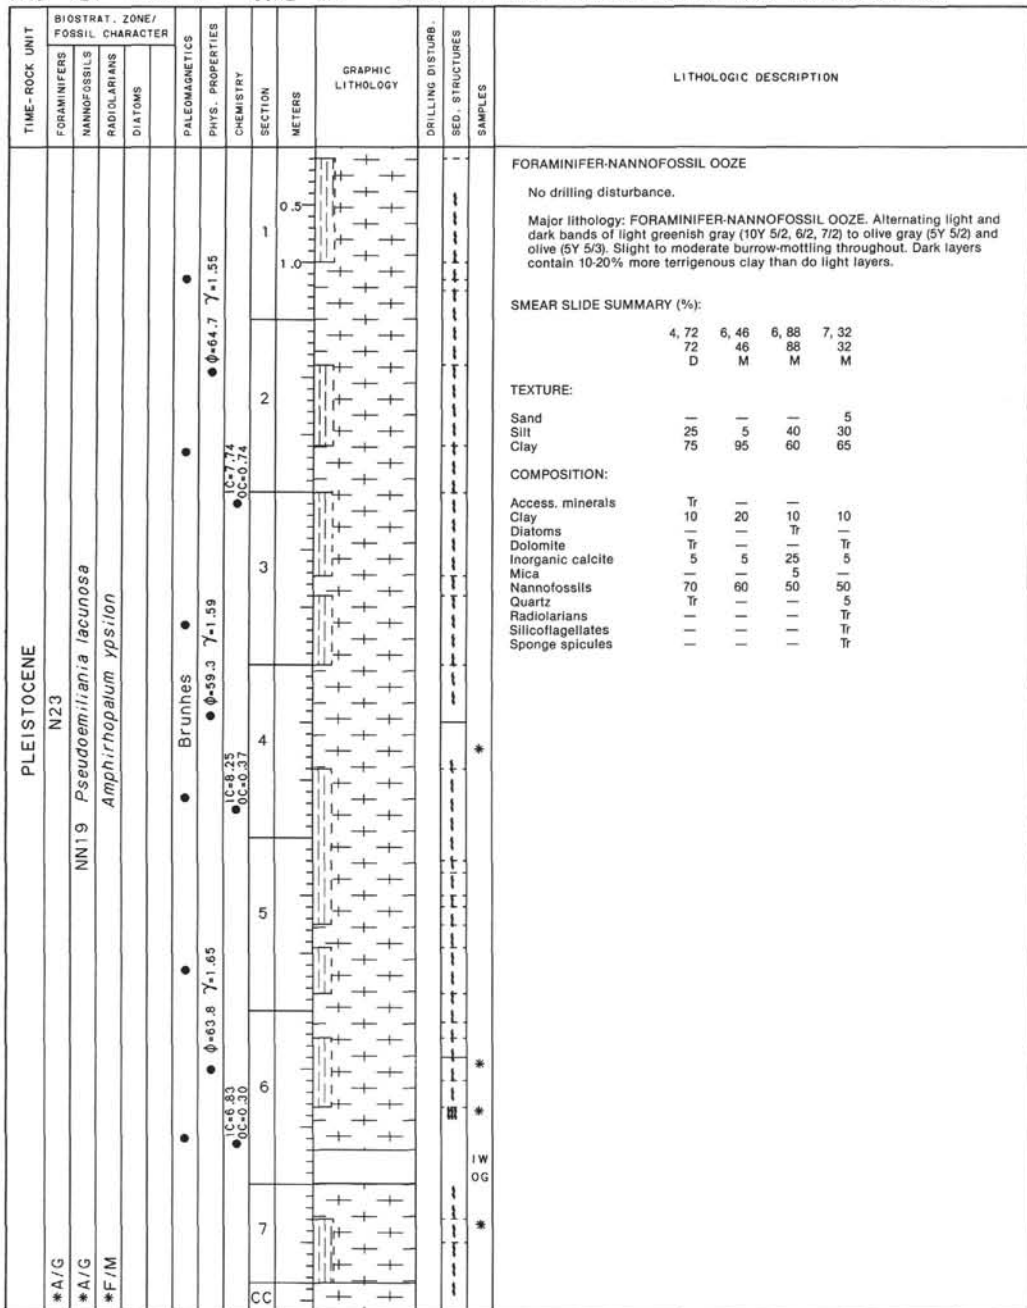 TIME-ROCK UNIT
BIOSTRAT. ZONE/
FOSSIL CHARACTER
FORAMINIFERS
NANNOFOSSILS
RADIOLARIANS
DIATOMS
PALEOMAGNETICS
PHYS. PROPERTIES
CHEMISTRY
SECTION
METERS
GRAPHIC
LITHOLOGY
DRILLING DISTURB.
SED. STRUCTURES
SAMPLES
LITHOLOGIC DESCRIPTION
PLEISTOCENE
N23
*A/G
NN19 Pseudoemiliania lacunosa
*A/G
Amphirhopalum ypsilon
*F/M
Brunhes
Φ=64.7 γ=1.55
Φ=59.3 γ=1.59
Φ=63.8 γ=1.65
IC=7.74
OC=0.74
IC=8.25
OC=0.37
IC=6.83
OC=0.30
1
2
3
4
5
6
7
CC
0.5
1.0
*
*
*
IW
OG
*
FORAMINIFER-NANNOFOSSIL OOZE
No drilling disturbance.
Major lithology: FORAMINIFER-NANNOFOSSIL OOZE. Alternating light and
dark bands of light greenish gray (10Y 5/2, 6/2, 7/2) to olive gray (5Y 5/2) and
olive (5Y 5/3). Slight to moderate burrow-mottling throughout. Dark layers
contain 10-20% more terrigenous clay than do light layers.
SMEAR SLIDE SUMMARY (%):
4, 72 6, 46 6, 88 7, 32
72 46 88 32
D M M M
TEXTURE:
Sand — — — 5
Silt 25 5 40 30
Clay 75 95 60 65
COMPOSITION:
Access. minerals Tr — —
Clay 10 20 10 10
Diatoms — — Tr —
Dolomite Tr — — Tr
Inorganic calcite 5 5 25 5
Mica — — 5 —
Nannofossils 70 60 50 50
Quartz Tr — — 5
Radiolarians — — — Tr
Silicoflagellates — — — Tr
Sponge spicules — — — Tr